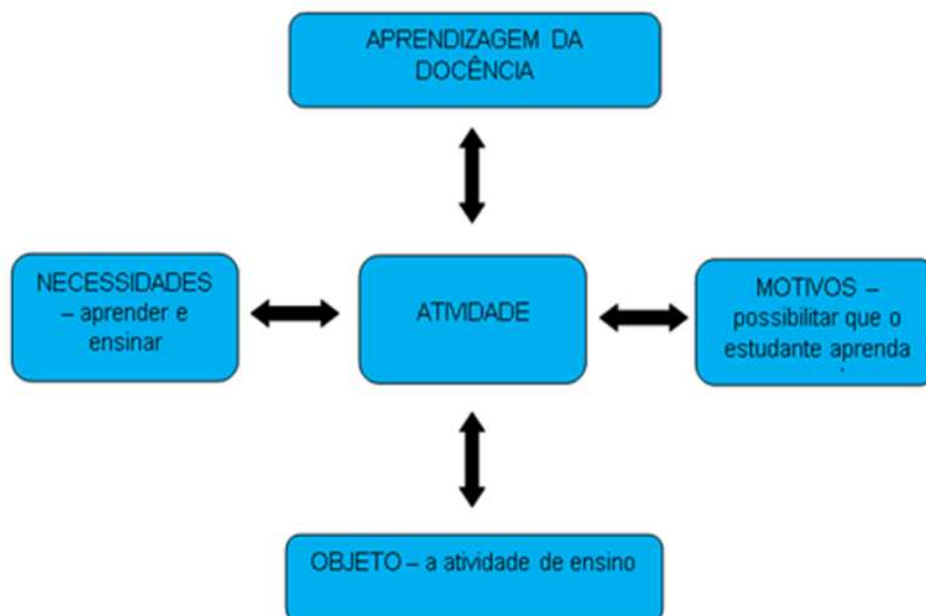 APRENDIZAGEM DA
DOCÊNCIA
NECESSIDADES
– aprender e
ensinar
ATIVIDADE
MOTIVOS –
possibilitar que o
estudante aprenda
.
OBJETO – a atividade de ensino